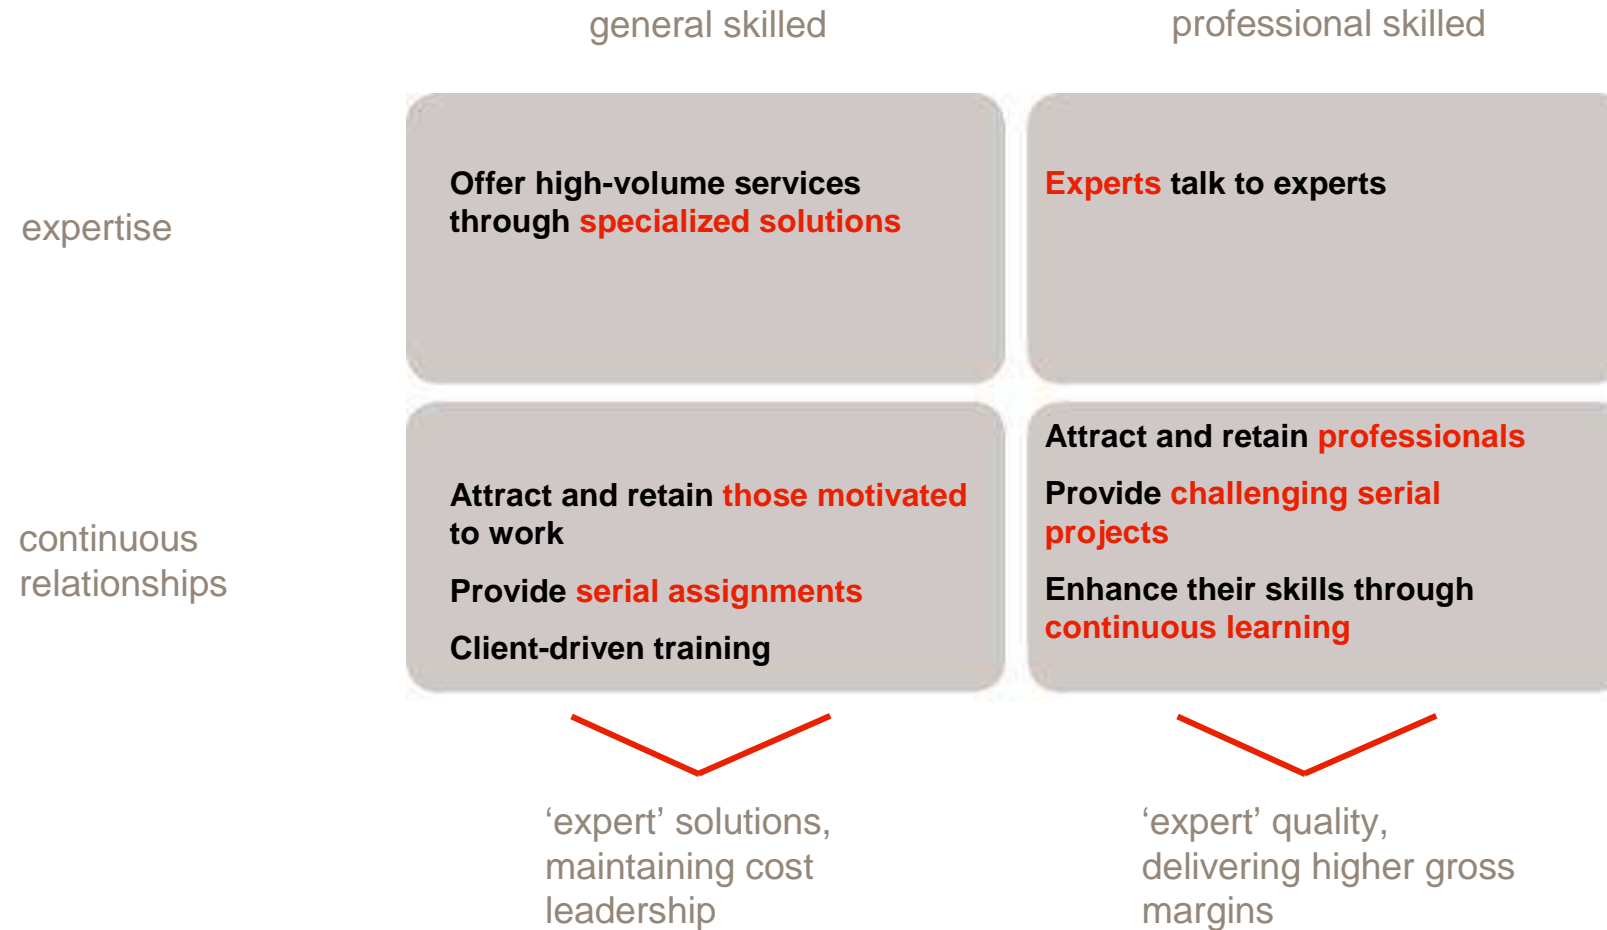 general skilled
professional skilled
expertise
Offer high-volume services
through specialized solutions
Experts talk to experts
continuous
relationships
Attract and retain those motivated
to work
Provide serial assignments
Client-driven training
Attract and retain professionals
Provide challenging serial
projects
Enhance their skills through
continuous learning
‘expert’ solutions,
maintaining cost
leadership
‘expert’ quality,
delivering higher gross
margins